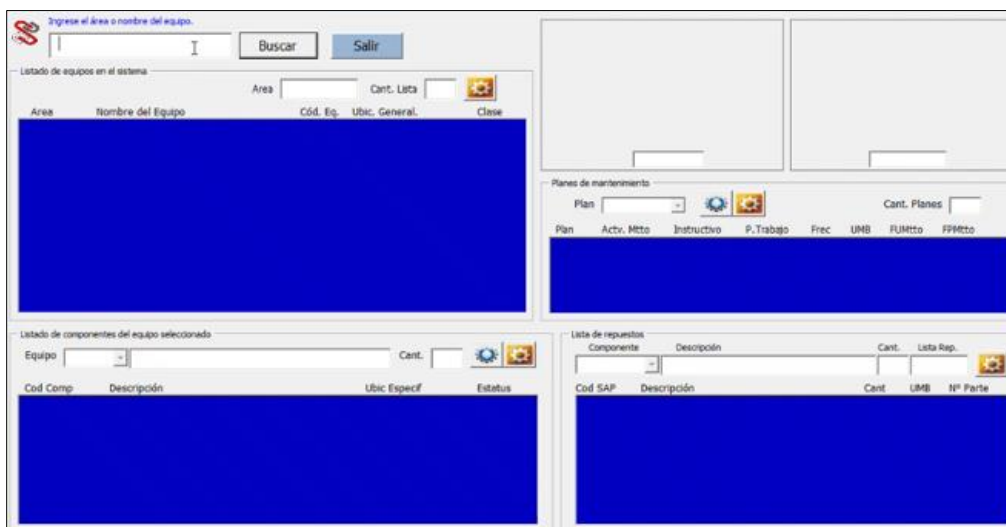 Ingrese el área o nombre del equipo.
Buscar
Salir
Listado de equipos en el sistema
Area
Cant. Lista
Area Nombre del Equipo Cód. Eq. Ubic. General. Clase
Planes de mantenimiento
Plan
Cant. Planes
Plan Actv. Mtto Instructivo P.Trabajo Frec UMB FUMtto FPMtto
Listado de componentes del equipo seleccionado
Equipo
Cant.
Cod Comp Descripción Ubic Especif Estatus
Lista de repuestos
Componente Descripción Cant. Lista Rep.
Cod SAP Descripción Cant UMB Nº Parte